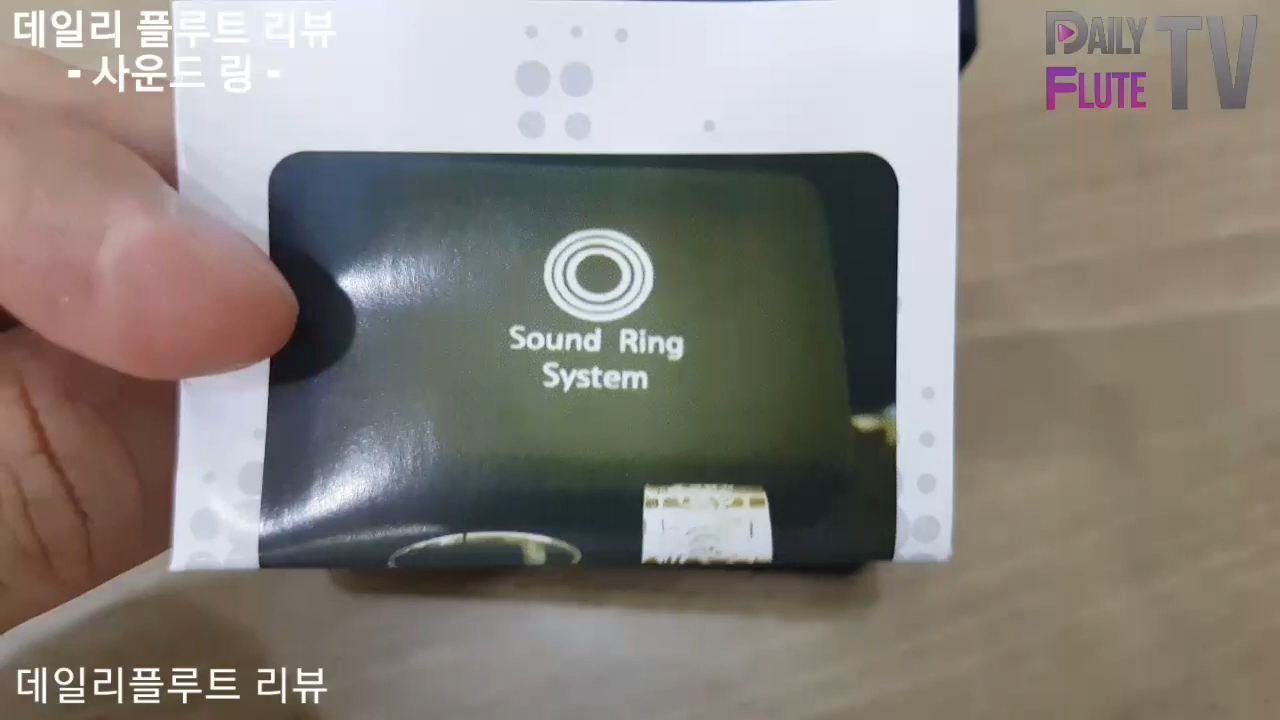 데일리 플루트 리뷰
- 사운드 링 -
DAILY
FLUTE TV
Sound Ring
System
데일리플루트 리뷰